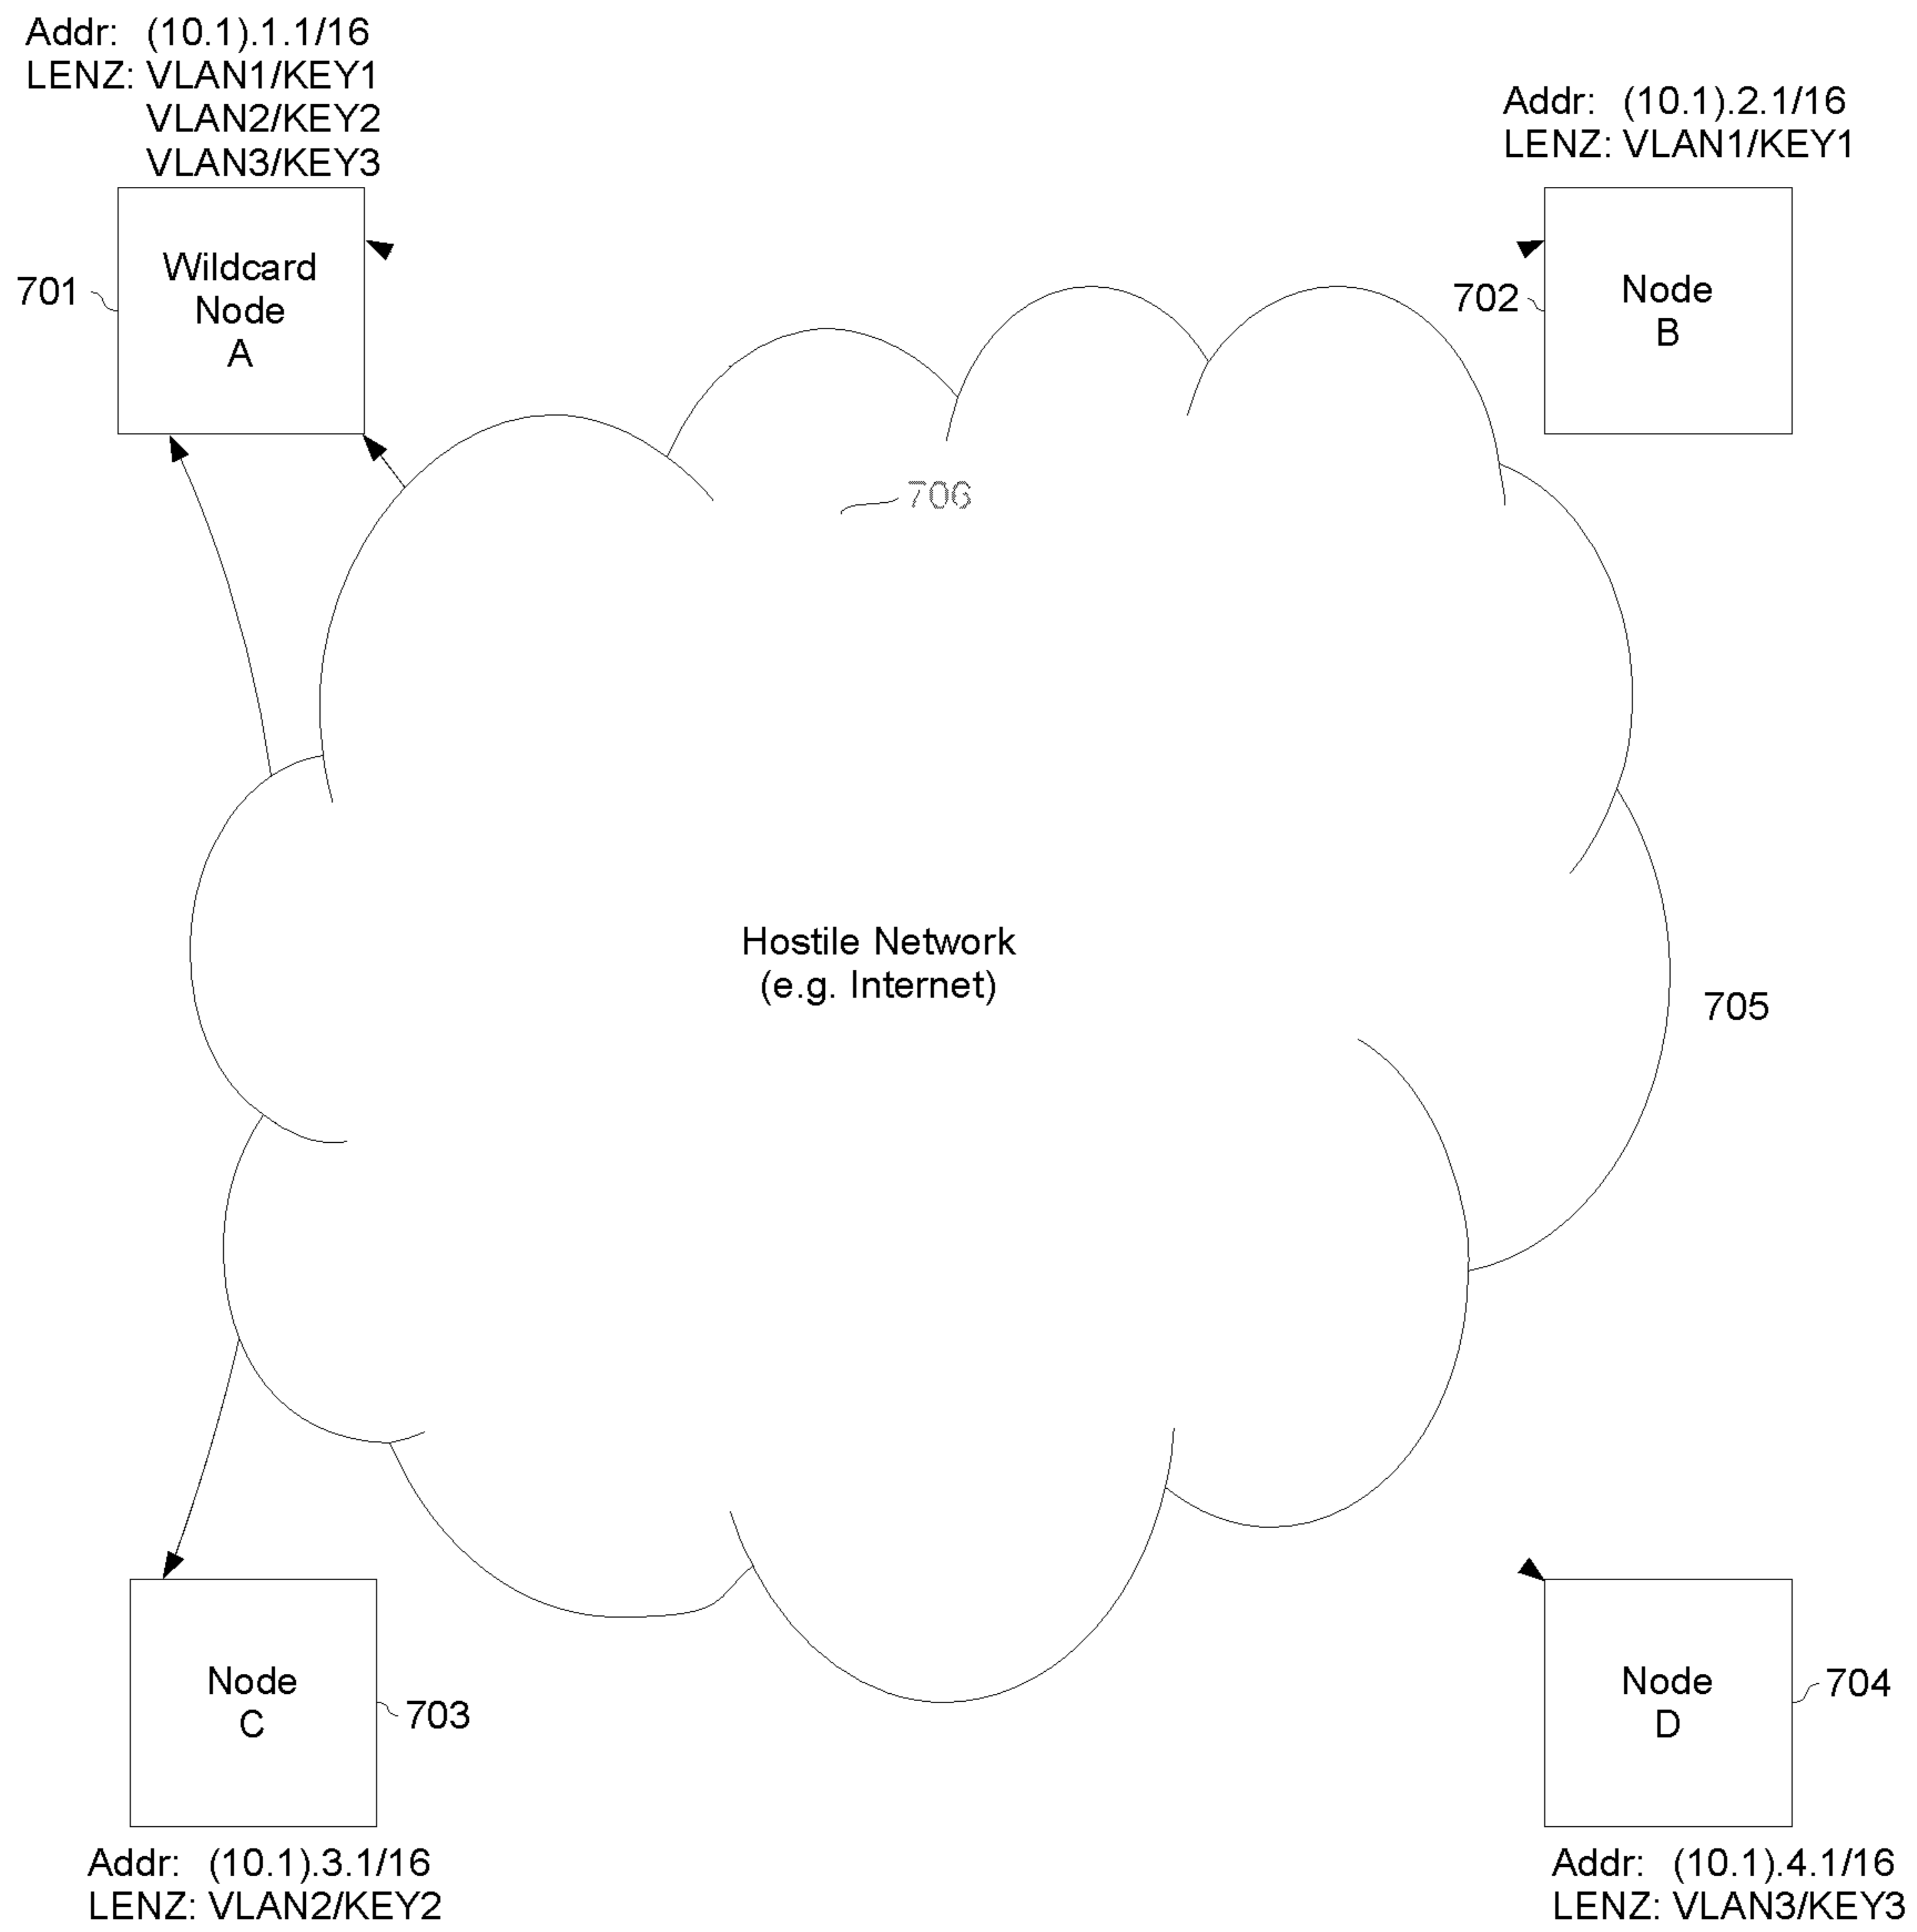 Addr: (10.1).1.1/16
LENZ: VLAN1/KEY1
VLAN2/KEY2
VLAN3/KEY3
Addr: (10.1).2.1/16
LENZ: VLAN1/KEY1
701
Wildcard
Node
A
702
Node
B
706
Hostile Network
(e.g. Internet)
705
Node
C
703
Node
D
704
Addr: (10.1).3.1/16
LENZ: VLAN2/KEY2
Addr: (10.1).4.1/16
LENZ: VLAN3/KEY3